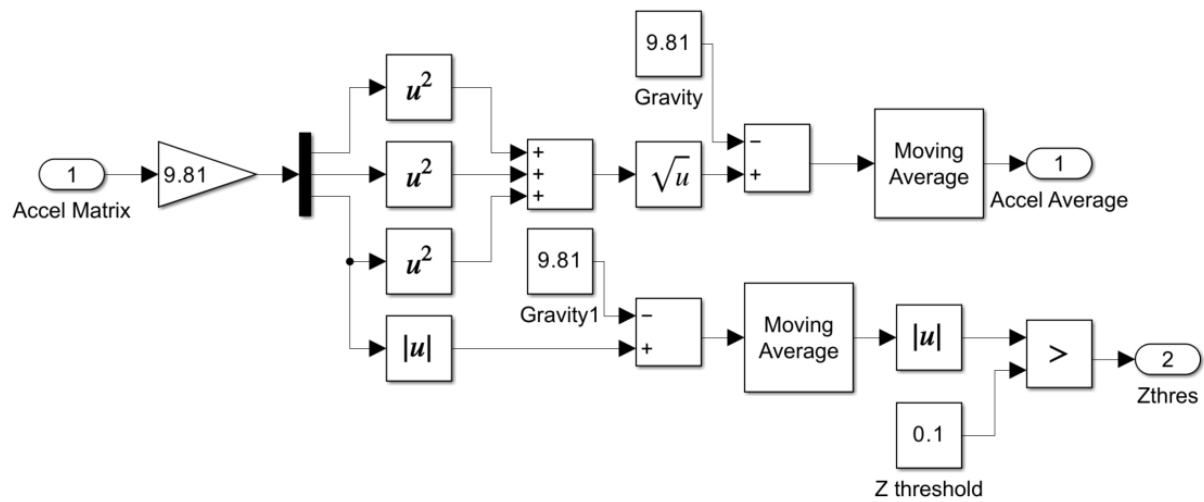 1
Accel Matrix
9.81
u²
u²
u²
|u|
+
+
+
9.81
Gravity
√u
−
+
Moving
Average
1
Accel Average
9.81
Gravity1
−
+
Moving
Average
|u|
0.1
Z threshold
>
2
Zthres